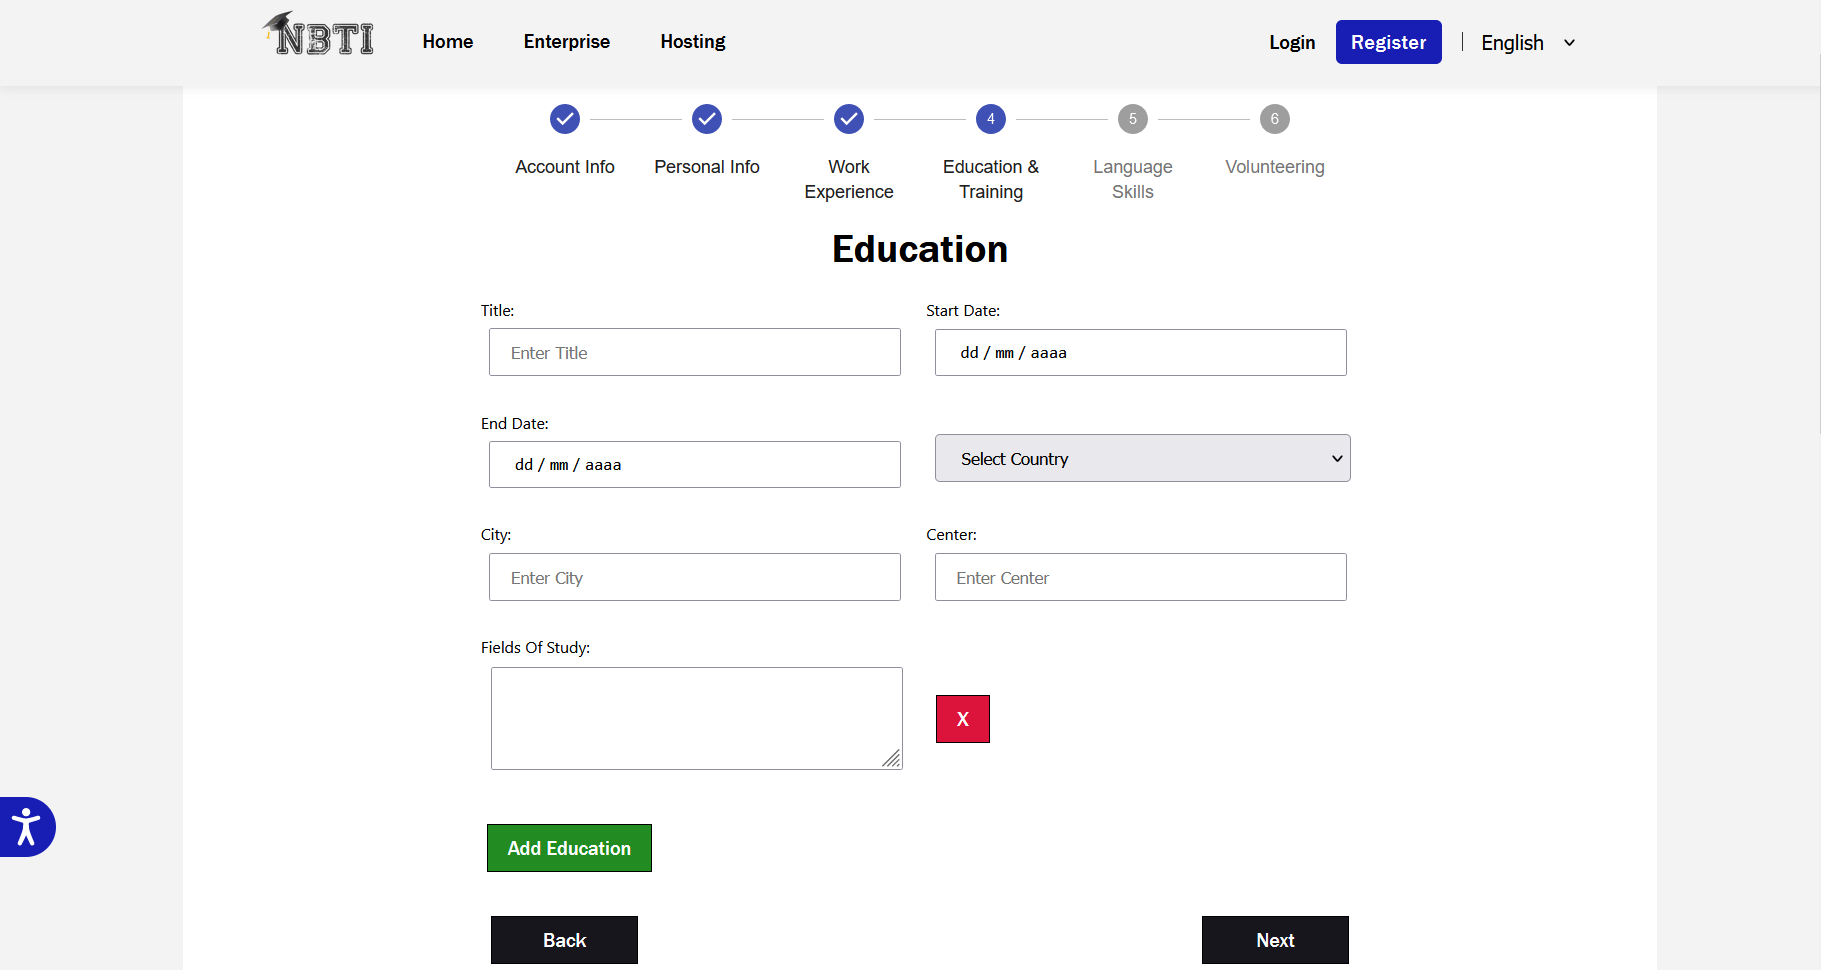 NBTI
Home
Enterprise
Hosting
Login
Register
English
4
5
6
Account Info
Personal Info
Work
Experience
Education &
Training
Language
Skills
Volunteering
Education
Title:
Start Date:
Enter Title
dd / mm / aaaa
End Date:
dd / mm / aaaa
Select Country
City:
Center:
Enter City
Enter Center
Fields Of Study:
X
Add Education
Back
Next